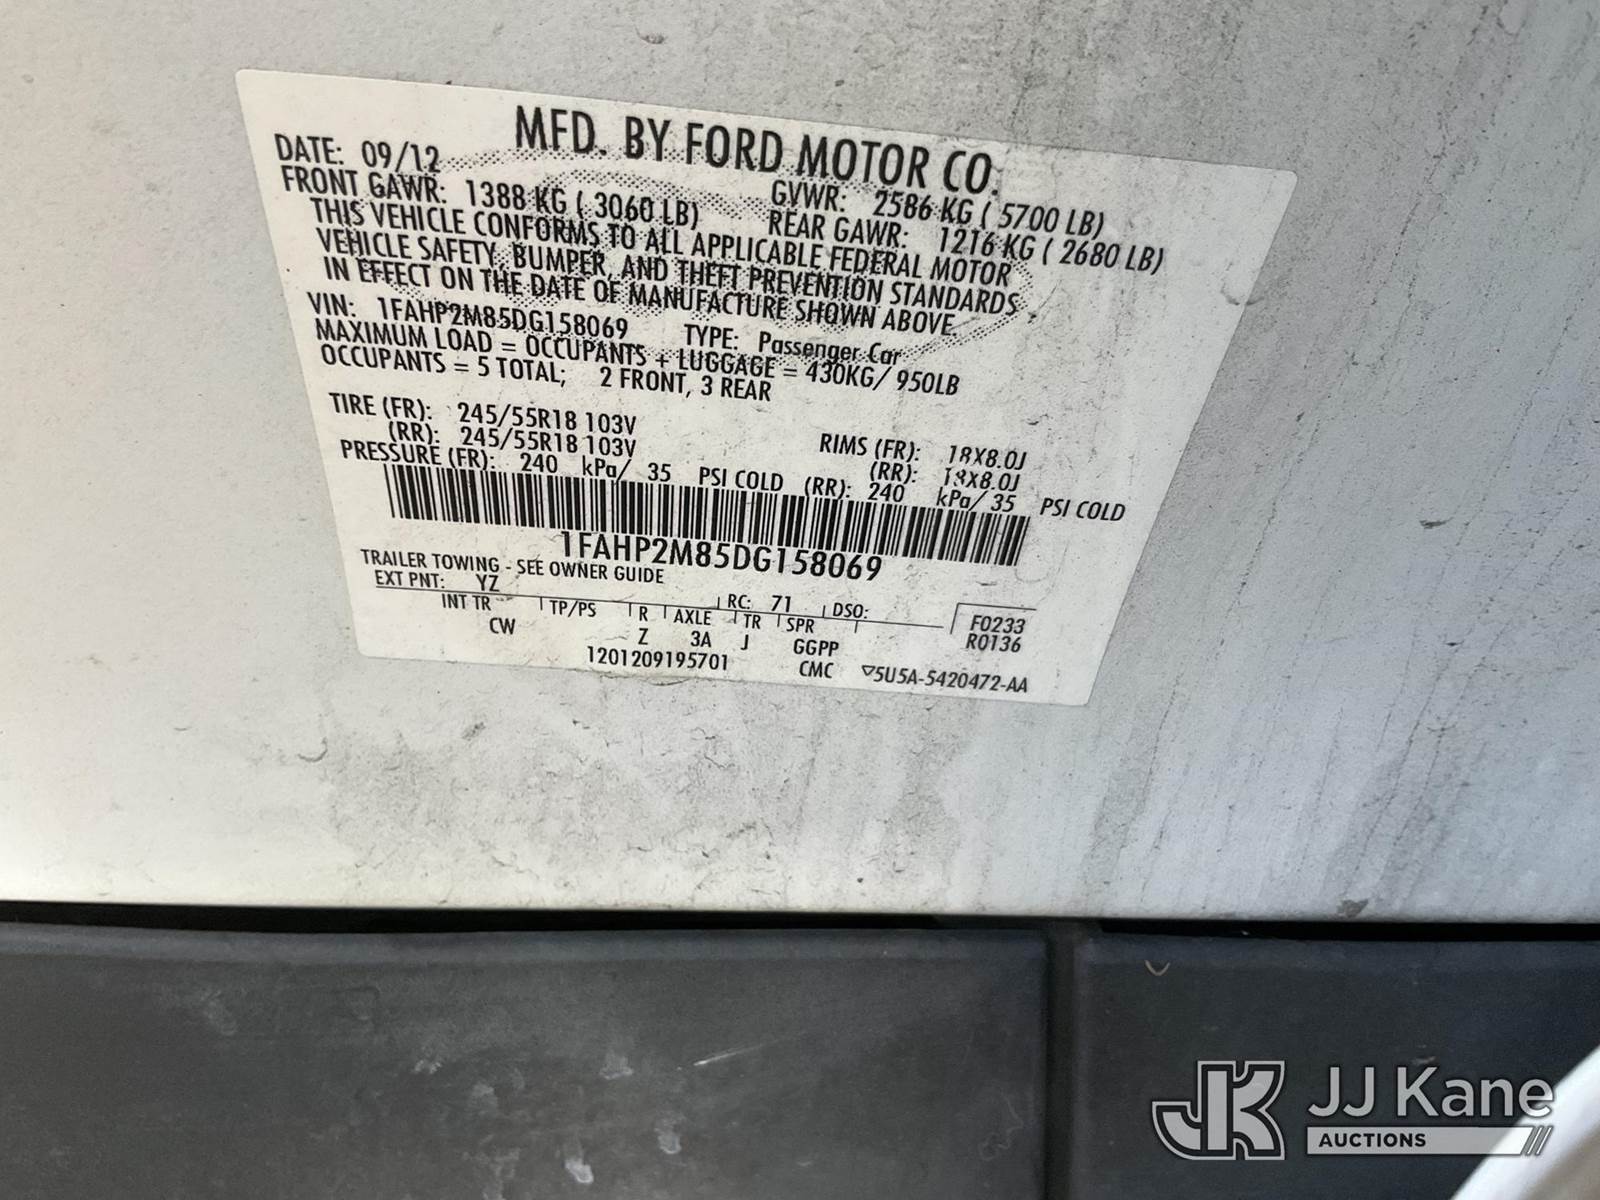 MFD. BY FORD MOTOR CO.
DATE: 09/12 GVWR: 2586 KG ( 5700 LB)
FRONT GAWR: 1388 KG ( 3060 LB) REAR GAWR: 1216 KG ( 2680 LB)
THIS VEHICLE CONFORMS TO ALL APPLICABLE FEDERAL MOTOR
VEHICLE SAFETY, BUMPER, AND THEFT PREVENTION STANDARDS
IN EFFECT ON THE DATE OF MANUFACTURE SHOWN ABOVE.
VIN: 1FAHP2M85DG158069 TYPE: Passenger Car
MAXIMUM LOAD = OCCUPANTS + LUGGAGE = 430KG/ 950LB
OCCUPANTS = 5 TOTAL; 2 FRONT, 3 REAR
TIRE (FR): 245/55R18 103V RIMS (FR): 18X8.0J
(RR): 245/55R18 103V (RR): 18X8.0J
PRESSURE (FR): 240 kPa/ 35 PSI COLD (RR): 240 kPa/ 35 PSI COLD
1FAHP2M85DG158069
TRAILER TOWING - SEE OWNER GUIDE
EXT PNT: YZ RC: 71 DSO:
INT TR TP/PS R AXLE TR SPR F0233
CW Z 3A J GGPP R0136
1201209195701 CMC ▽5U5A-5420472-AA
JK JJ Kane
AUCTIONS